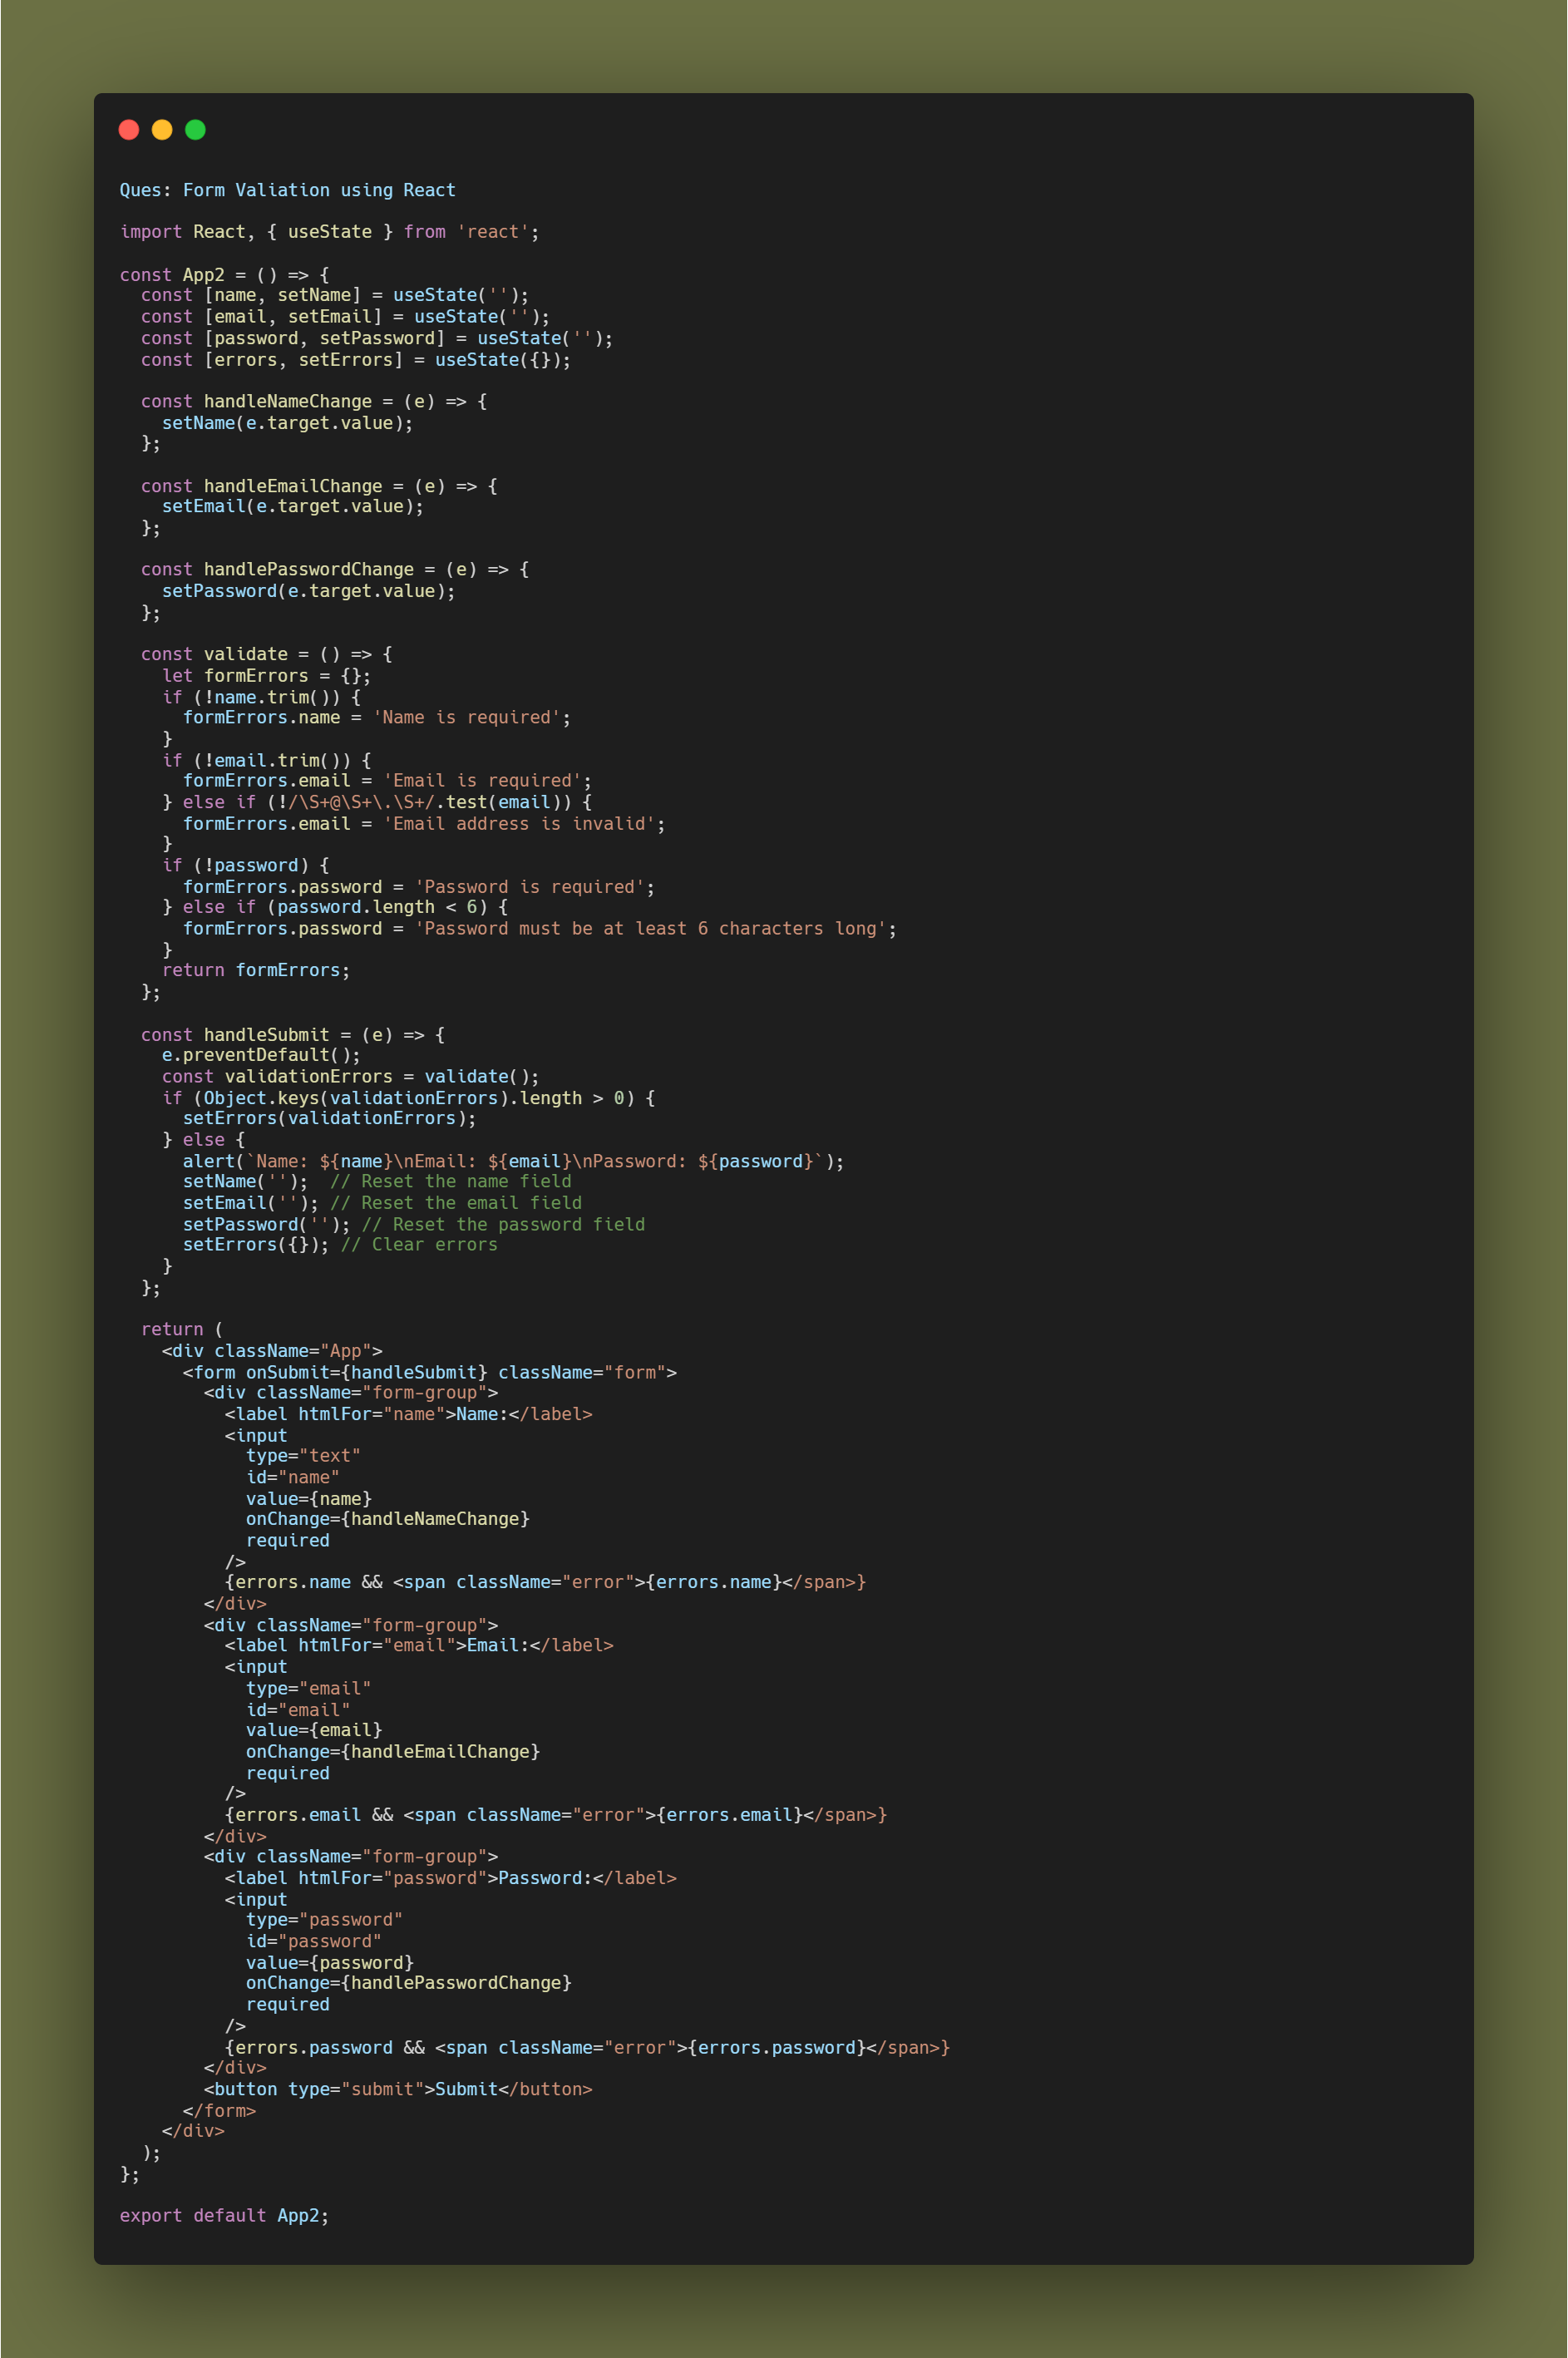 Ques: Form Valiation using React
import React, { useState } from 'react';
const App2 = () => {
  const [name, setName] = useState('');
  const [email, setEmail] = useState('');
  const [password, setPassword] = useState('');
  const [errors, setErrors] = useState({});
  const handleNameChange = (e) => {
    setName(e.target.value);
  };
  const handleEmailChange = (e) => {
    setEmail(e.target.value);
  };
  const handlePasswordChange = (e) => {
    setPassword(e.target.value);
  };
  const validate = () => {
    let formErrors = {};
    if (!name.trim()) {
      formErrors.name = 'Name is required';
    }
    if (!email.trim()) {
      formErrors.email = 'Email is required';
    } else if (!/\S+@\S+\.\S+/.test(email)) {
      formErrors.email = 'Email address is invalid';
    }
    if (!password) {
      formErrors.password = 'Password is required';
    } else if (password.length < 6) {
      formErrors.password = 'Password must be at least 6 characters long';
    }
    return formErrors;
  };
  const handleSubmit = (e) => {
    e.preventDefault();
    const validationErrors = validate();
    if (Object.keys(validationErrors).length > 0) {
      setErrors(validationErrors);
    } else {
      alert(`Name: ${name}\nEmail: ${email}\nPassword: ${password}`);
      setName('');  // Reset the name field
      setEmail(''); // Reset the email field
      setPassword(''); // Reset the password field
      setErrors({}); // Clear errors
    }
  };
  return (
    <div className="App">
      <form onSubmit={handleSubmit} className="form">
        <div className="form-group">
          <label htmlFor="name">Name:</label>
          <input
            type="text"
            id="name"
            value={name}
            onChange={handleNameChange}
            required
          />
          {errors.name && <span className="error">{errors.name}</span>}
        </div>
        <div className="form-group">
          <label htmlFor="email">Email:</label>
          <input
            type="email"
            id="email"
            value={email}
            onChange={handleEmailChange}
            required
          />
          {errors.email && <span className="error">{errors.email}</span>}
        </div>
        <div className="form-group">
          <label htmlFor="password">Password:</label>
          <input
            type="password"
            id="password"
            value={password}
            onChange={handlePasswordChange}
            required
          />
          {errors.password && <span className="error">{errors.password}</span>}
        </div>
        <button type="submit">Submit</button>
      </form>
    </div>
  );
};
export default App2;